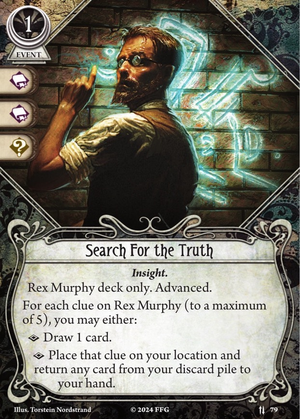 1
EVENT
?
Search For the Truth
Insight.
Rex Murphy deck only. Advanced.
For each clue on Rex Murphy (to a maximum
of 5), you may either:
Draw 1 card.
Place that clue on your location and
return any card from your discard pile to
your hand.
Illus. Torstein Nordstrand © 2024 FFG 79